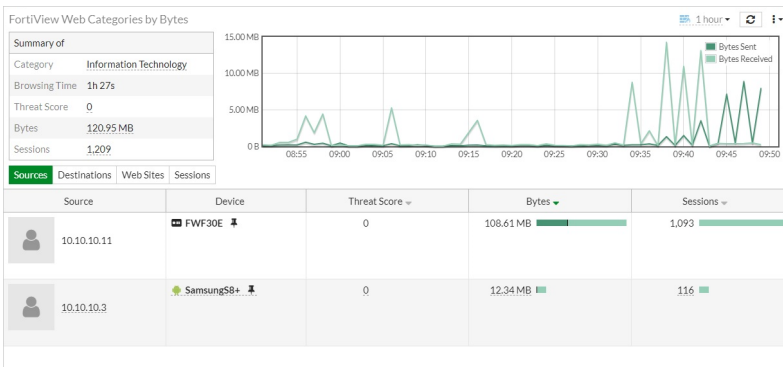 FortiView Web Categories by Bytes
1 hour
Summary of
Category Information Technology
Browsing Time 1h 27s
Threat Score 0
Bytes 120.95 MB
Sessions 1,209
15.00 MB
10.00 MB
5.00 MB
0 B
Bytes Sent
Bytes Received
08:55 09:00 09:05 09:10 09:15 09:20 09:25 09:30 09:35 09:40 09:45 09:50
Sources Destinations Web Sites Sessions
Source Device Threat Score Bytes Sessions
10.10.10.11 FWF30E 0 108.61 MB 1,093
10.10.10.3 SamsungS8+ 0 12.34 MB 116